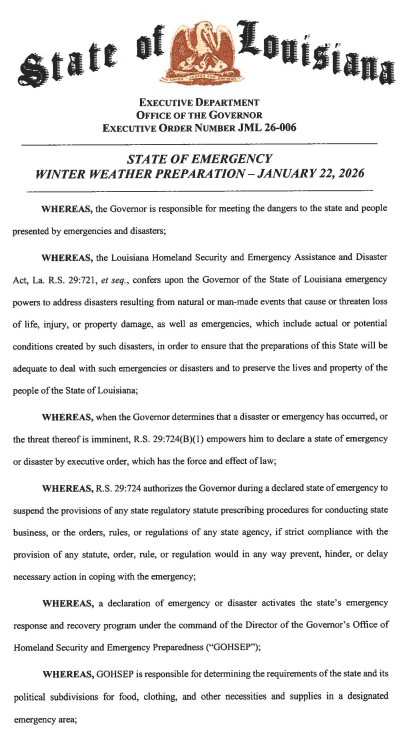 State of Louisiana
EXECUTIVE DEPARTMENT
OFFICE OF THE GOVERNOR
EXECUTIVE ORDER NUMBER JML 26-006
STATE OF EMERGENCY
WINTER WEATHER PREPARATION – JANUARY 22, 2026
WHEREAS, the Governor is responsible for meeting the dangers to the state and people
presented by emergencies and disasters;
WHEREAS, the Louisiana Homeland Security and Emergency Assistance and Disaster
Act, La. R.S. 29:721, et seq., confers upon the Governor of the State of Louisiana emergency
powers to address disasters resulting from natural or man-made events that cause or threaten loss
of life, injury, or property damage, as well as emergencies, which include actual or potential
conditions created by such disasters, in order to ensure that the preparations of this State will be
adequate to deal with such emergencies or disasters and to preserve the lives and property of the
people of the State of Louisiana;
WHEREAS, when the Governor determines that a disaster or emergency has occurred, or
the threat thereof is imminent, R.S. 29:724(B)(1) empowers him to declare a state of emergency
or disaster by executive order, which has the force and effect of law;
WHEREAS, R.S. 29:724 authorizes the Governor during a declared state of emergency to
suspend the provisions of any state regulatory statute prescribing procedures for conducting state
business, or the orders, rules, or regulations of any state agency, if strict compliance with the
provision of any statute, order, rule, or regulation would in any way prevent, hinder, or delay
necessary action in coping with the emergency;
WHEREAS, a declaration of emergency or disaster activates the state's emergency
response and recovery program under the command of the Director of the Governor's Office of
Homeland Security and Emergency Preparedness ("GOHSEP");
WHEREAS, GOHSEP is responsible for determining the requirements of the state and its
political subdivisions for food, clothing, and other necessities and supplies in a designated
emergency area;